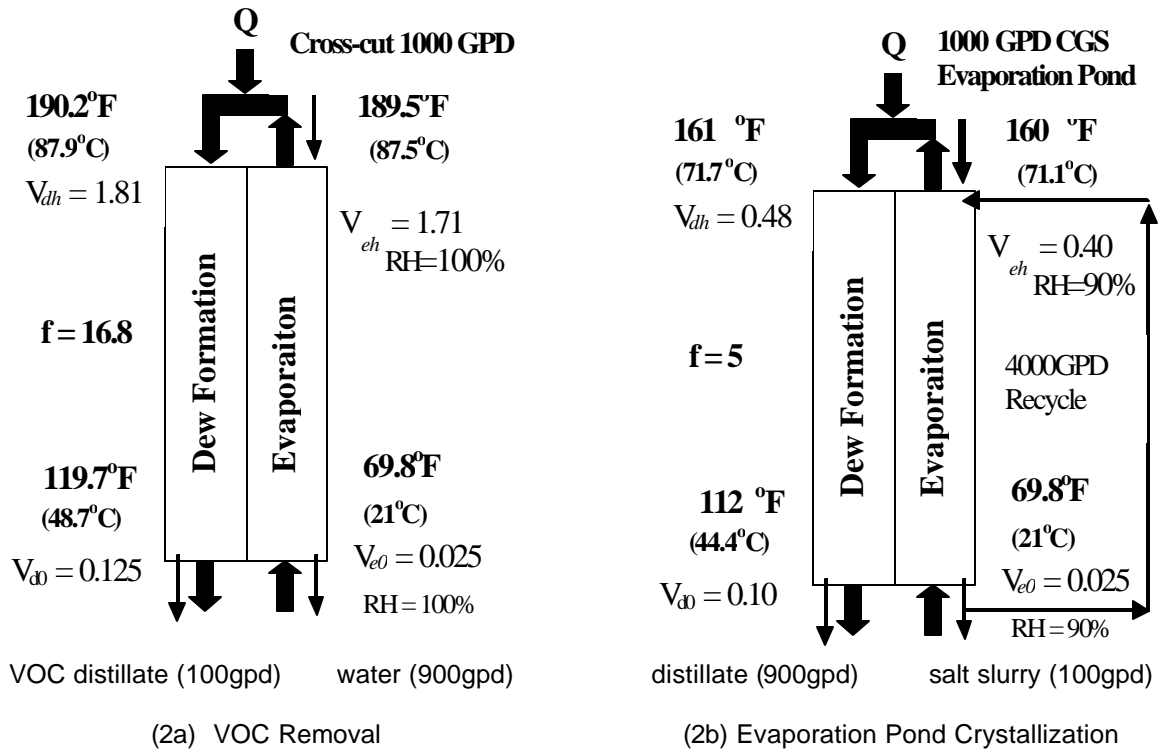 Q
Cross-cut 1000 GPD
190.2°F
(87.9°C)
189.5°F
(87.5°C)
Vdh = 1.81
Veh = 1.71
RH=100%
Dew Formation
Evaporaiton
f = 16.8
119.7°F
(48.7°C)
69.8°F
(21°C)
Vd0 = 0.125
Ve0 = 0.025
RH = 100%
VOC distillate (100gpd)
water (900gpd)
(2a) VOC Removal
Q
1000 GPD CGS
Evaporation Pond
161 °F
(71.7°C)
160 °F
(71.1°C)
Vdh = 0.48
Veh = 0.40
RH=90%
Dew Formation
Evaporaiton
f = 5
4000GPD
Recycle
112 °F
(44.4°C)
69.8°F
(21°C)
Vd0 = 0.10
Ve0 = 0.025
RH = 90%
distillate (900gpd)
salt slurry (100gpd)
(2b) Evaporation Pond Crystallization